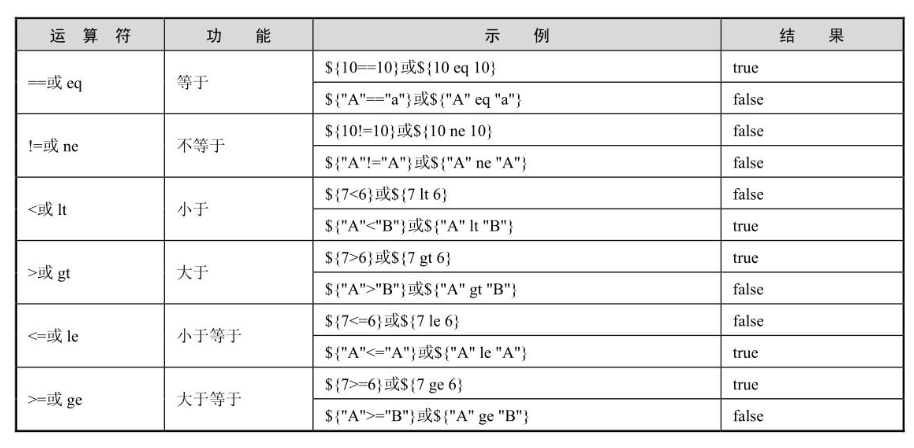 运 算 符 功 能 示 例 结 果
==或 eq 等于 ${10==10}或${10 eq 10} true
${"A"=="a"}或${"A" eq "a"} false
!=或 ne 不等于 ${10!=10}或${10 ne 10} false
${"A"!="A"}或${"A" ne "A"} false
<或 lt 小于 ${7<6}或${7 lt 6} false
${"A"<"B"}或${"A" lt "B"} true
>或 gt 大于 ${7>6}或${7 gt 6} true
${"A">"B"}或${"A" gt "B"} false
<=或 le 小于等于 ${7<=6}或${7 le 6} false
${"A"<="A"}或${"A" le "A"} true
>=或 ge 大于等于 ${7>=6}或${7 ge 6} true
${"A">="B"}或${"A" ge "B"} false